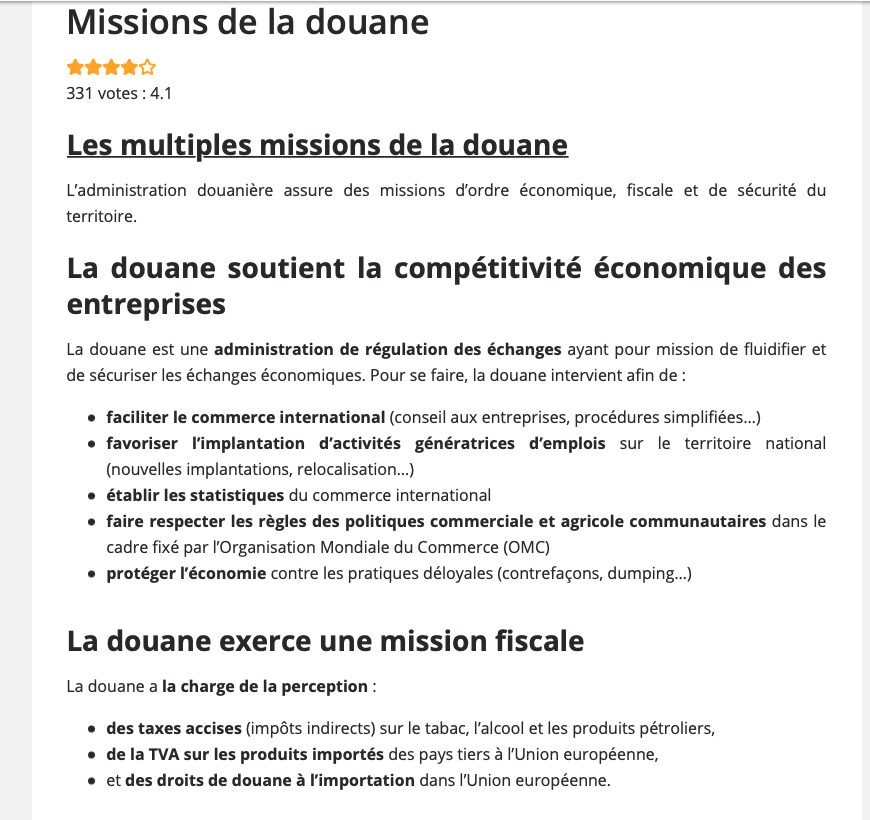 Missions de la douane
331 votes : 4.1
Les multiples missions de la douane
L’administration douanière assure des missions d’ordre économique, fiscale et de sécurité du
territoire.
La douane soutient la compétitivité économique des
entreprises
La douane est une administration de régulation des échanges ayant pour mission de fluidifier et
de sécuriser les échanges économiques. Pour se faire, la douane intervient afin de :
• faciliter le commerce international (conseil aux entreprises, procédures simplifiées...)
• favoriser l’implantation d’activités génératrices d’emplois sur le territoire national
(nouvelles implantations, relocalisation...)
• établir les statistiques du commerce international
• faire respecter les règles des politiques commerciale et agricole communautaires dans le
cadre fixé par l’Organisation Mondiale du Commerce (OMC)
• protéger l’économie contre les pratiques déloyales (contrefaçons, dumping...)
La douane exerce une mission fiscale
La douane a la charge de la perception :
• des taxes accises (impôts indirects) sur le tabac, l’alcool et les produits pétroliers,
• de la TVA sur les produits importés des pays tiers à l’Union européenne,
• et des droits de douane à l’importation dans l’Union européenne.